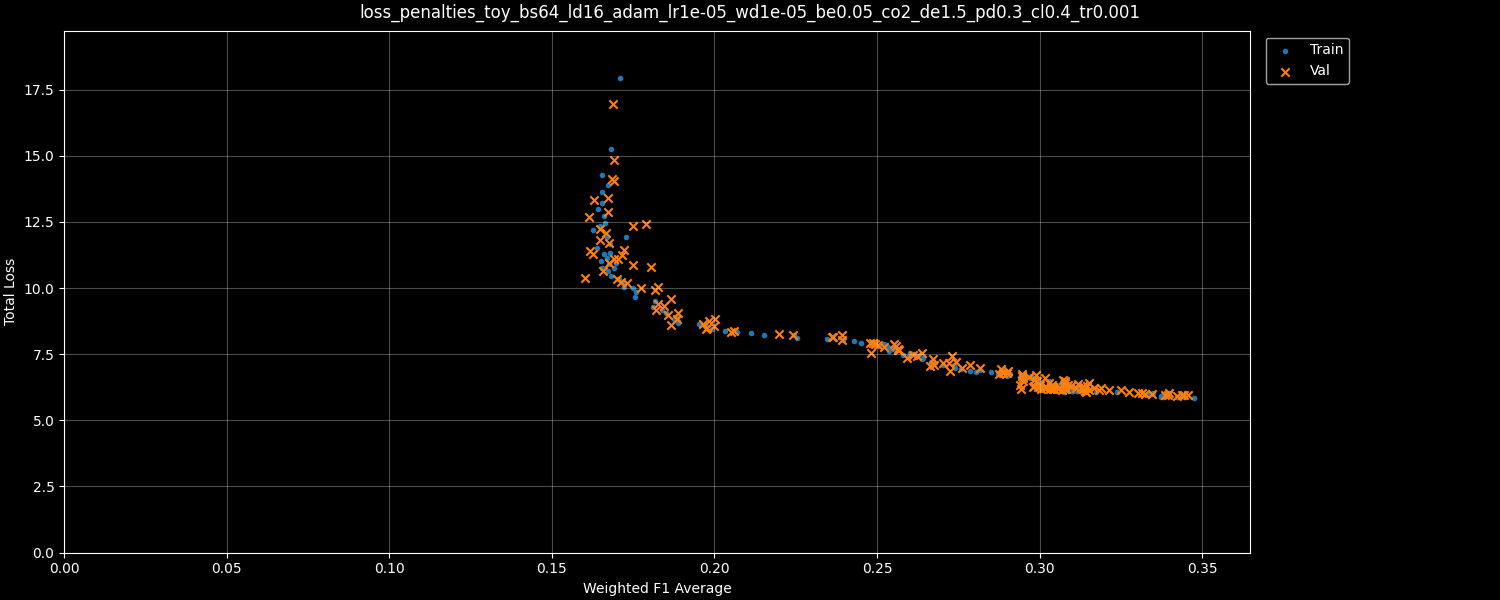 loss_penalties_toy_bs64_ld16_adam_lr1e-05_wd1e-05_be0.05_co2_de1.5_pd0.3_cl0.4_tr0.001
Train
Val
17.5
15.0
12.5
10.0
7.5
5.0
2.5
0.0
Total Loss
0.00 0.05 0.10 0.15 0.20 0.25 0.30 0.35
Weighted F1 Average